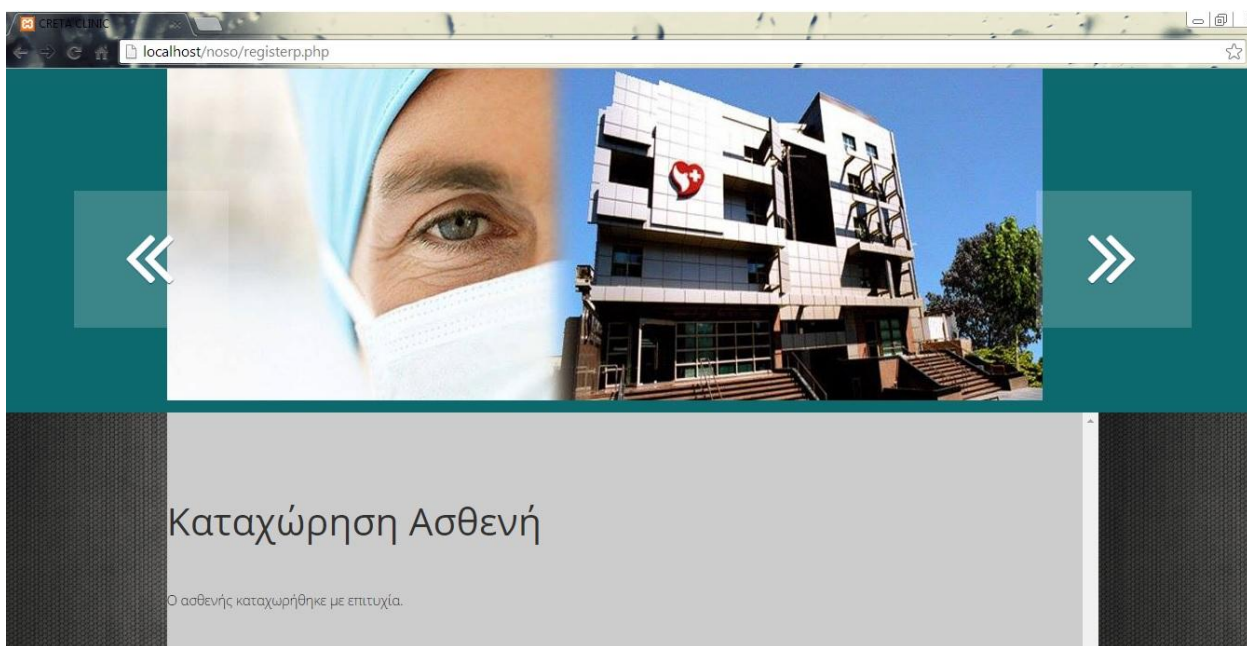 CRETA CLINIC
localhost/noso/registerp.php
Καταχώρηση Ασθενή
Ο ασθενής καταχωρήθηκε με επιτυχία.